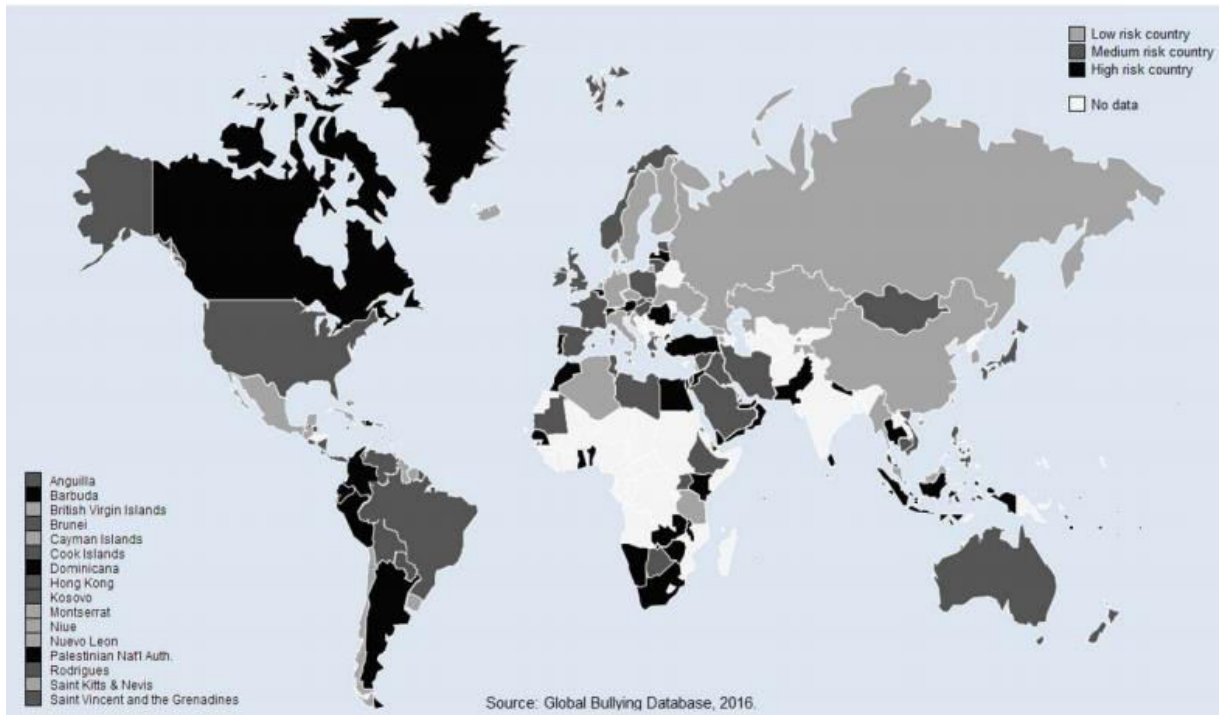 Low risk country
Medium risk country
High risk country
No data
Anguilla
Barbuda
British Virgin Islands
Brunei
Cayman Islands
Cook Islands
Dominicana
Hong Kong
Kosovo
Montserrat
Niue
Nuevo Leon
Palestinian Nat'l Auth.
Rodrigues
Saint Kitts & Nevis
Saint Vincent and the Grenadines
Source: Global Bullying Database, 2016.